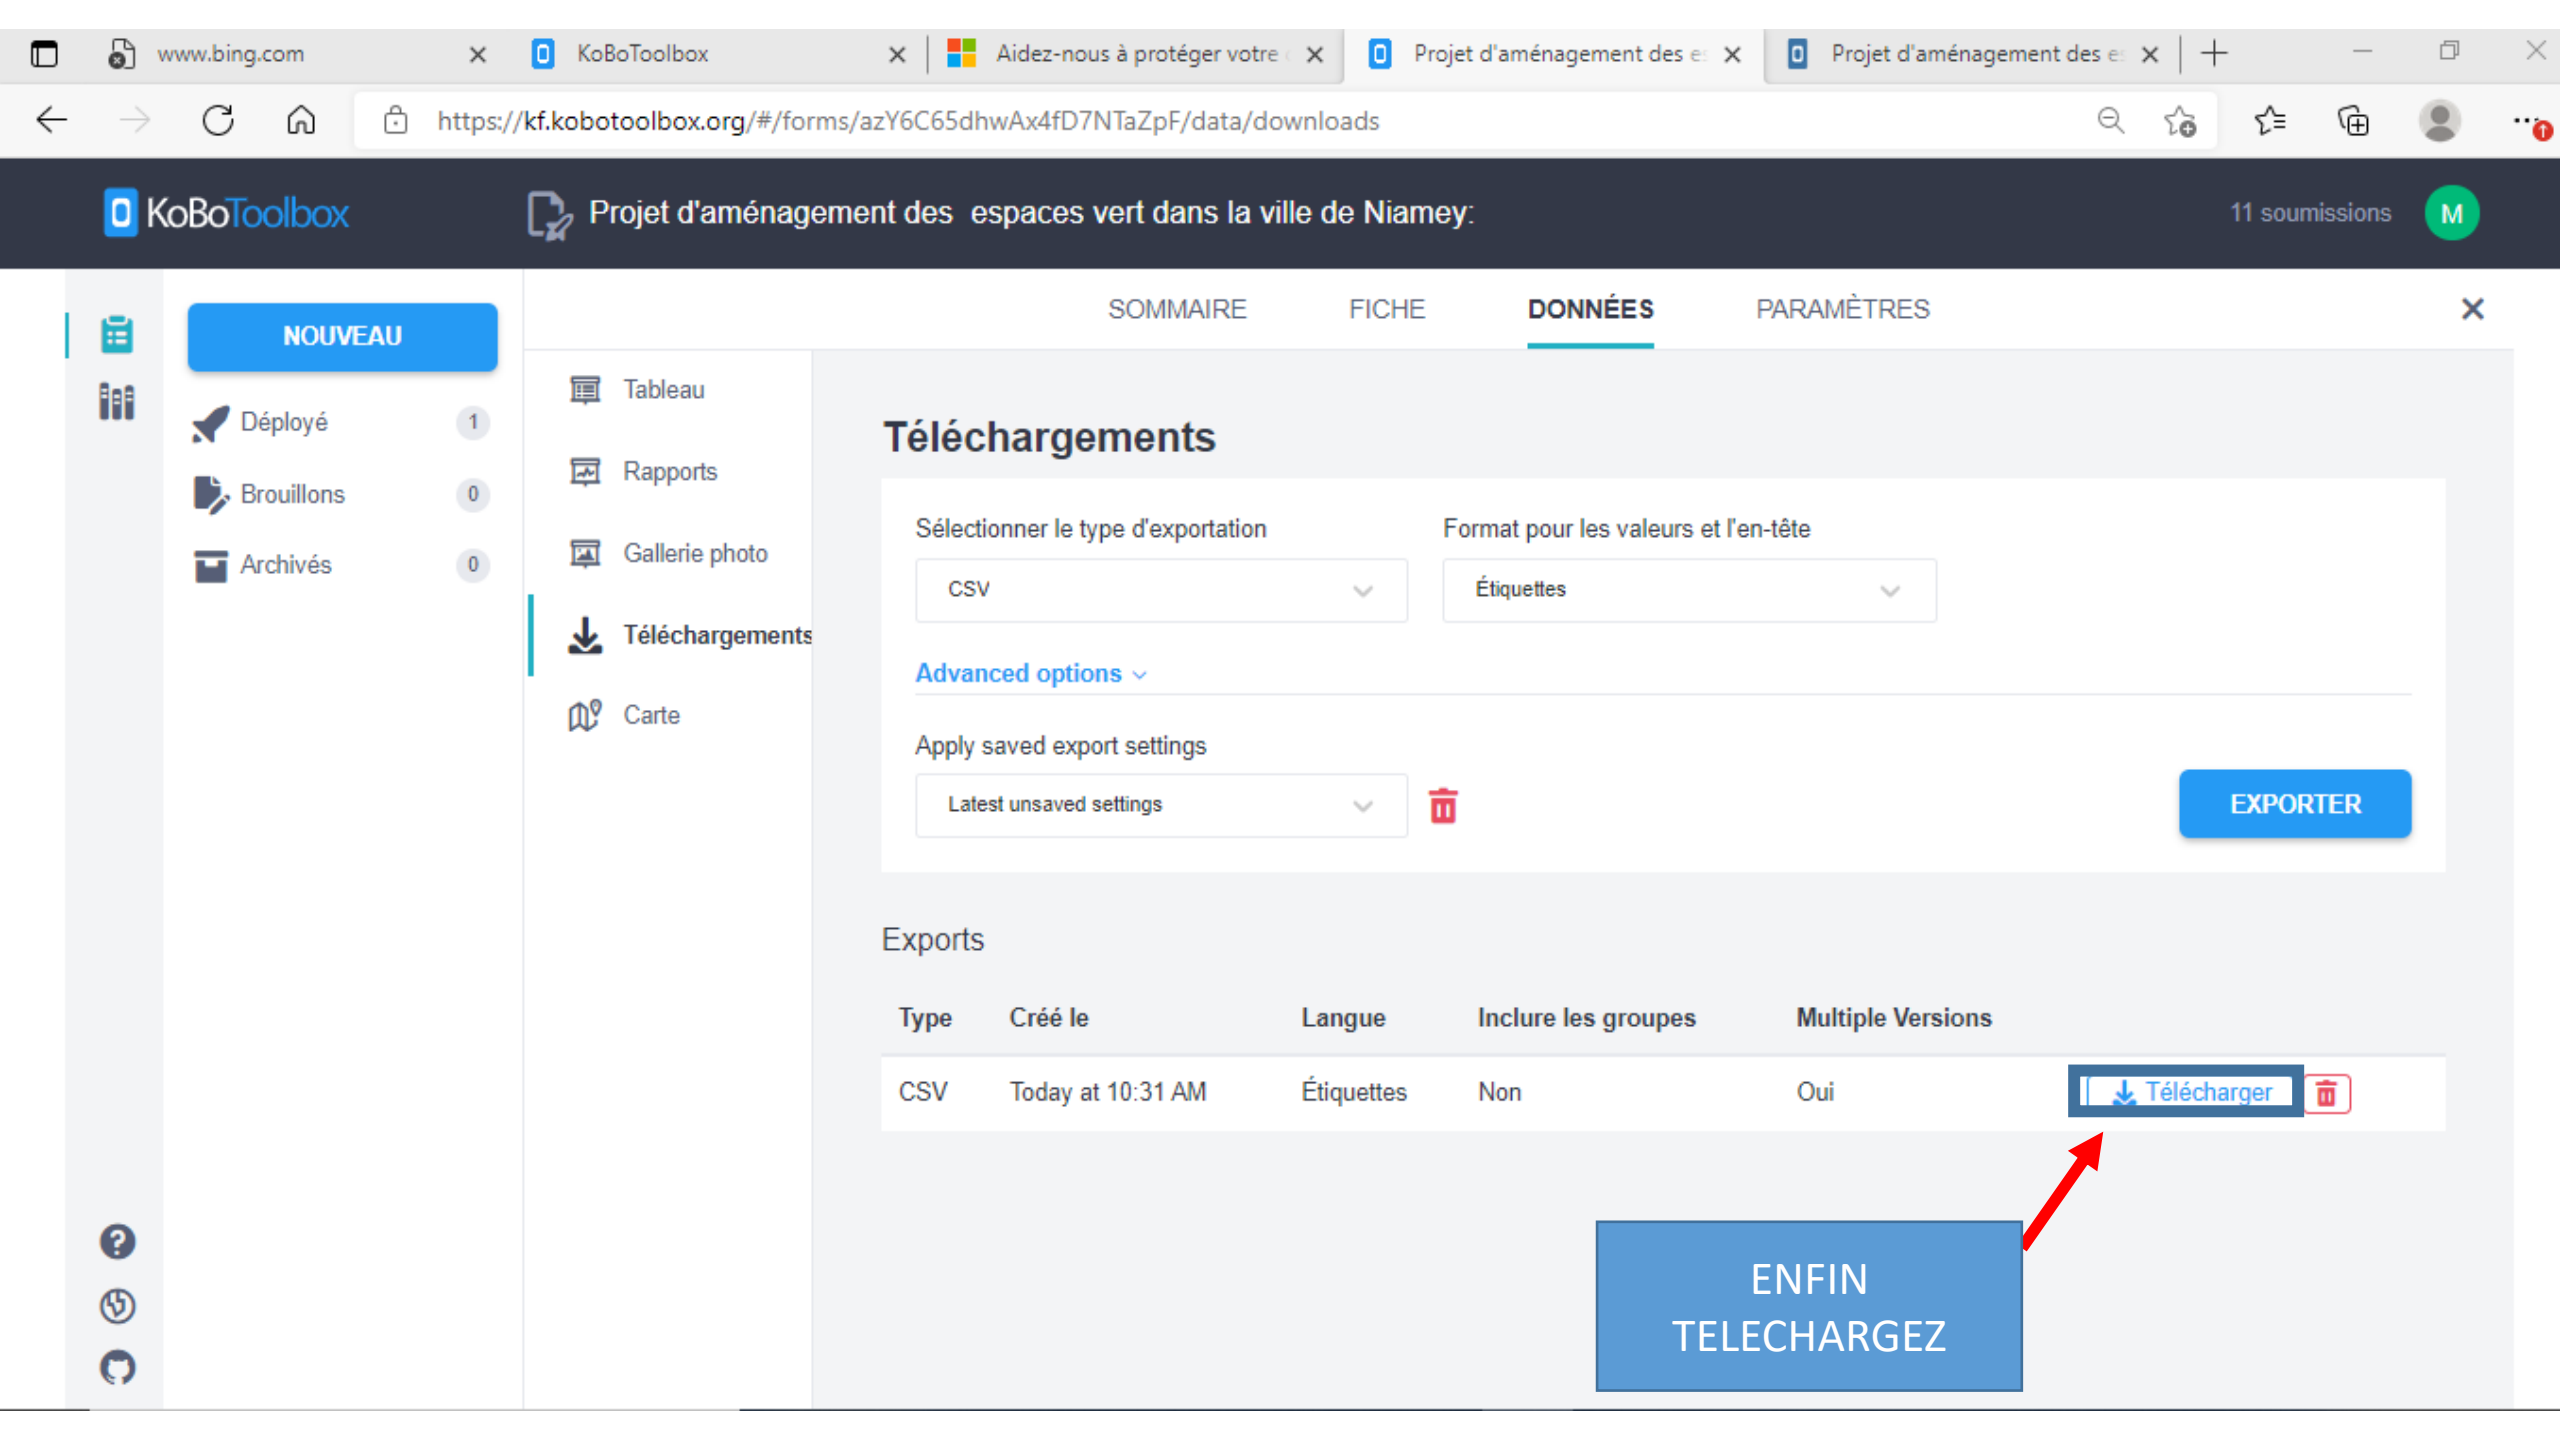 www.bing.com
KoBoToolbox
Aidez-nous à protéger votre
Projet d'aménagement des es
Projet d'aménagement des es
https://kf.kobotoolbox.org/#/forms/azY6C65dhwAx4fD7NTaZpF/data/downloads
KoBoToolbox
Projet d'aménagement des espaces vert dans la ville de Niamey:
11 soumissions
M
SOMMAIRE
FICHE
DONNÉES
PARAMÈTRES
NOUVEAU
Déployé
1
Brouillons
0
Archivés
0
Tableau
Rapports
Gallerie photo
Téléchargements
Carte
Téléchargements
Sélectionner le type d'exportation
Format pour les valeurs et l'en-tête
CSV
Étiquettes
Advanced options
Apply saved export settings
Latest unsaved settings
EXPORTER
Exports
Type Créé le Langue Inclure les groupes Multiple Versions
CSV Today at 10:31 AM Étiquettes Non Oui Télécharger
ENFIN
TELECHARGEZ